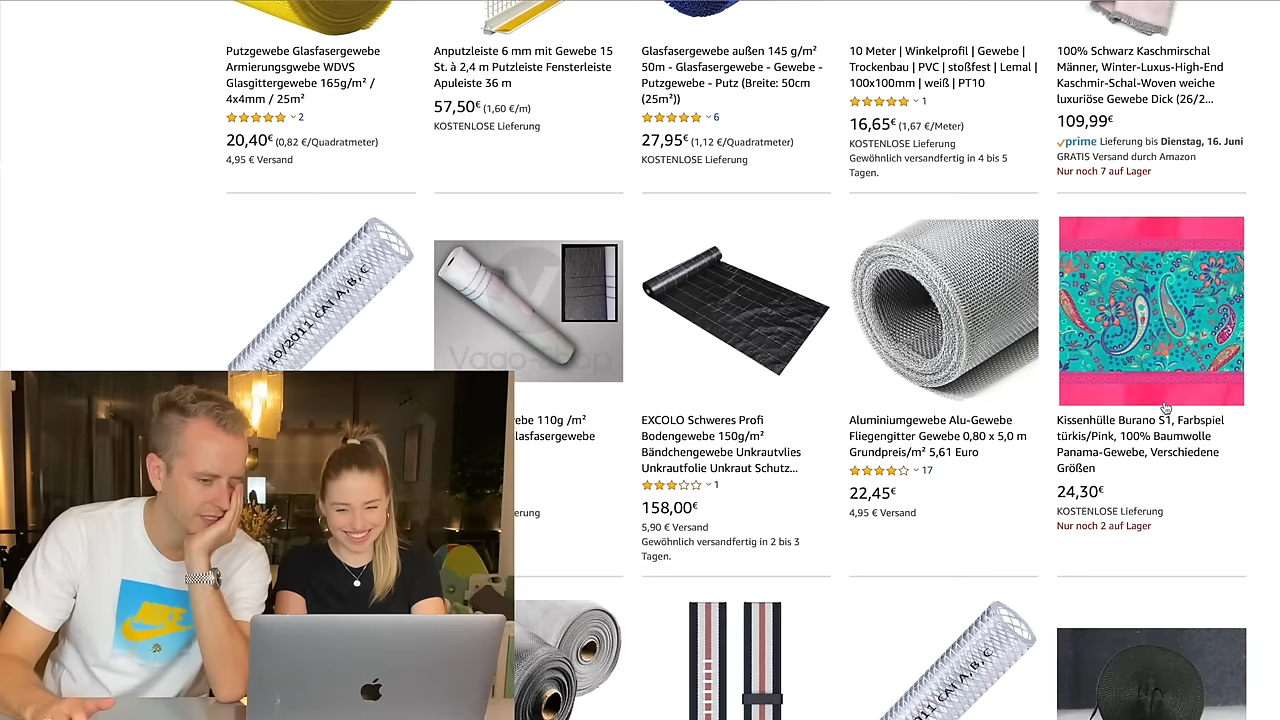 Putzgewebe Glasfasergewebe
Armierungsgewebe WDVS
Glasgittergewebe 165g/m² /
4x4mm / 25m²
2
20,40€ (0,82 €/Quadratmeter)
4,95 € Versand
Anputzleiste 6 mm mit Gewebe 15
St. à 2,4 m Putzleiste Fensterleiste
Apuleiste 36 m
57,50€ (1,60 €/m)
KOSTENLOSE Lieferung
Glasfasergewebe außen 145 g/m²
50m - Glasfasergewebe - Gewebe -
Putzgewebe - Putz (Breite: 50cm
(25m²))
6
27,95€ (1,12 €/Quadratmeter)
KOSTENLOSE Lieferung
10 Meter | Winkelprofil | Gewebe |
Trockenbau | PVC | stoßfest | Lemal |
100x100mm | weiß | PT10
1
16,65€ (1,67 €/Meter)
KOSTENLOSE Lieferung
Gewöhnlich versandfertig in 4 bis 5
Tagen.
100% Schwarz Kaschmirschal
Männer, Winter-Luxus-High-End
Kaschmir-Schal-Woven weiche
luxuriöse Gewebe Dick (26/2...
109,99€
prime Lieferung bis Dienstag, 16. Juni
GRATIS Versand durch Amazon
Nur noch 7 auf Lager
10/2011 CAT A,B,C
Vago-Shop
ebe 110g /m²
lasfasergewebe
erung
EXCOLO Schweres Profi
Bodengewebe 150g/m²
Bändchengewebe Unkrautvlies
Unkrautfolie Unkraut Schutz...
1
158,00€
5,90 € Versand
Gewöhnlich versandfertig in 2 bis 3
Tagen.
Aluminiumgewebe Alu-Gewebe
Fliegengitter Gewebe 0,80 x 5,0 m
Grundpreis/m² 5,61 Euro
17
22,45€
4,95 € Versand
Kissenhülle Burano S1, Farbspiel
türkis/Pink, 100% Baumwolle
Panama-Gewebe, Verschiedene
Größen
24,30€
KOSTENLOSE Lieferung
Nur noch 2 auf Lager
2011 CAT A,B,C